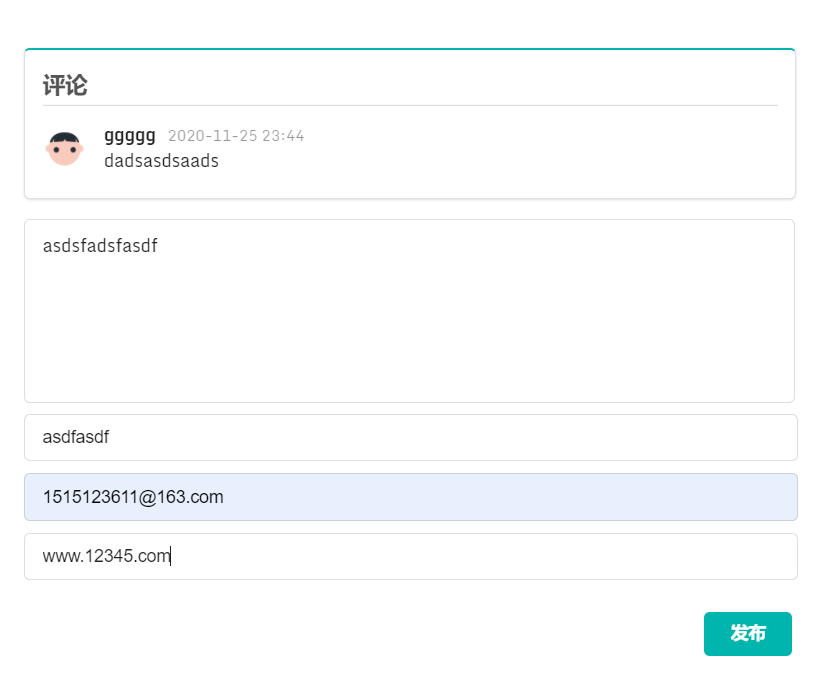 评论
ggggg 2020-11-25 23:44
dadsasdsaads
asdsfadsfasdf
asdfasdf
1515123611@163.com
www.12345.com
发布